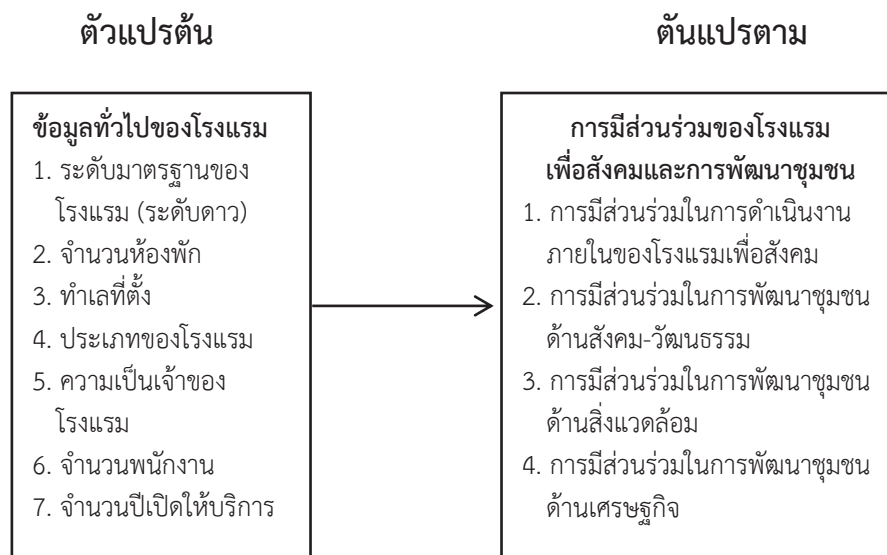 ตัวแปรต้น
ตันแปรตาม
ข้อมูลทั่วไปของโรงแรม
1. ระดับมาตรฐานของ
โรงแรม (ระดับดาว)
2. จำนวนห้องพัก
3. ทำเลที่ตั้ง
4. ประเภทของโรงแรม
5. ความเป็นเจ้าของ
โรงแรม
6. จำนวนพนักงาน
7. จำนวนปีเปิดให้บริการ
การมีส่วนร่วมของโรงแรม
เพื่อสังคมและการพัฒนาชุมชน
1. การมีส่วนร่วมในการดำเนินงาน
ภายในของโรงแรมเพื่อสังคม
2. การมีส่วนร่วมในการพัฒนาชุมชน
ด้านสังคม-วัฒนธรรม
3. การมีส่วนร่วมในการพัฒนาชุมชน
ด้านสิ่งแวดล้อม
4. การมีส่วนร่วมในการพัฒนาชุมชน
ด้านเศรษฐกิจ